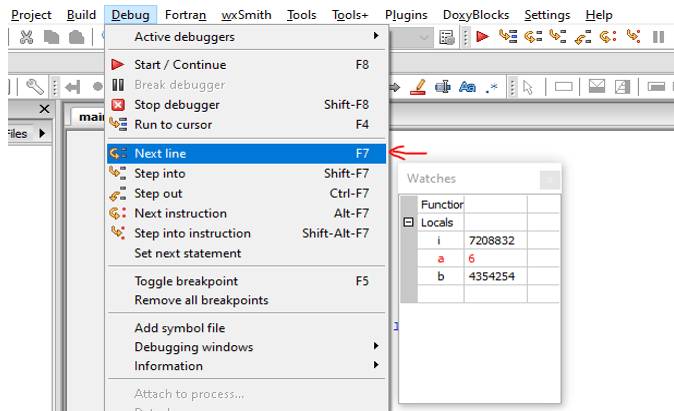 Project Build Debug Fortran wxSmith Tools Tools+ Plugins DoxyBlocks Settings Help
Active debuggers
Start / Continue F8
Break debugger
Stop debugger Shift-F8
Run to cursor F4
Next line F7
Step into Shift-F7
Step out Ctrl-F7
Next instruction Alt-F7
Step into instruction Shift-Alt-F7
Set next statement
Toggle breakpoint F5
Remove all breakpoints
Add symbol file
Debugging windows
Information
Attach to process...
Files
main
Aa .*
Watches
Function
Locals
i 7208832
a 6
b 4354254